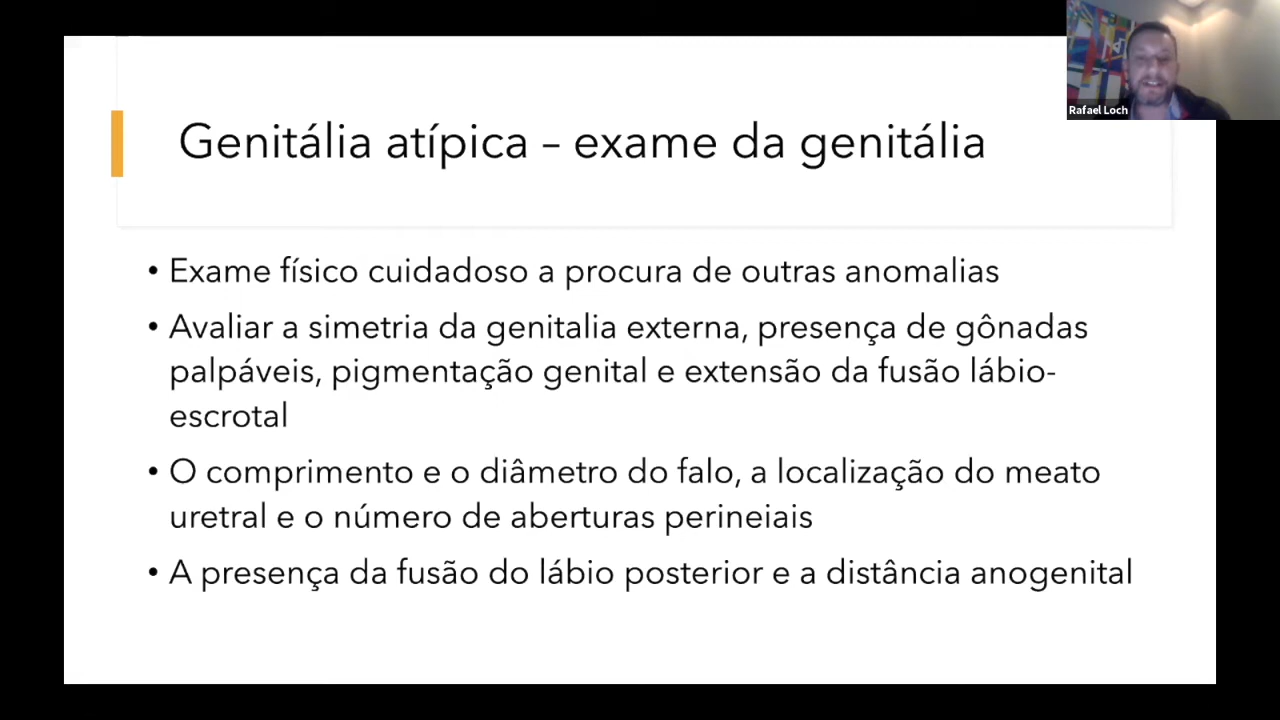 Rafael Loch
Genitália atípica – exame da genitália
• Exame físico cuidadoso a procura de outras anomalias
• Avaliar a simetria da genitalia externa, presença de gônadas
palpáveis, pigmentação genital e extensão da fusão lábio-
escrotal
• O comprimento e o diâmetro do falo, a localização do meato
uretral e o número de aberturas perineiais
• A presença da fusão do lábio posterior e a distância anogenital